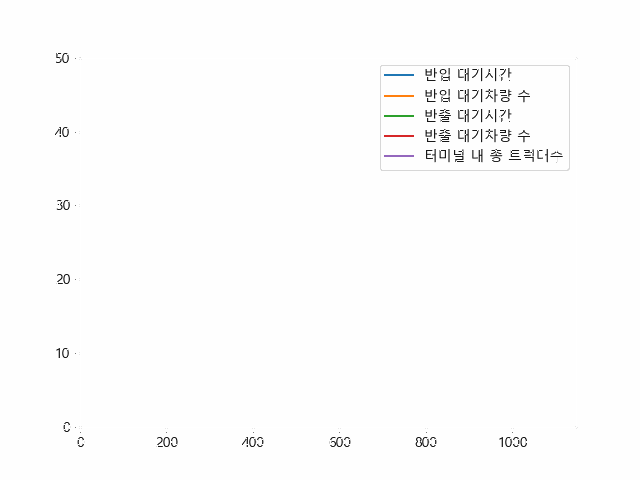 50
반입 대기시간
반입 대기차량 수
40
반출 대기시간
반출 대기차량 수
터미널 내 총 트럭대수
30
20
10
0
0 200 400 600 800 1000